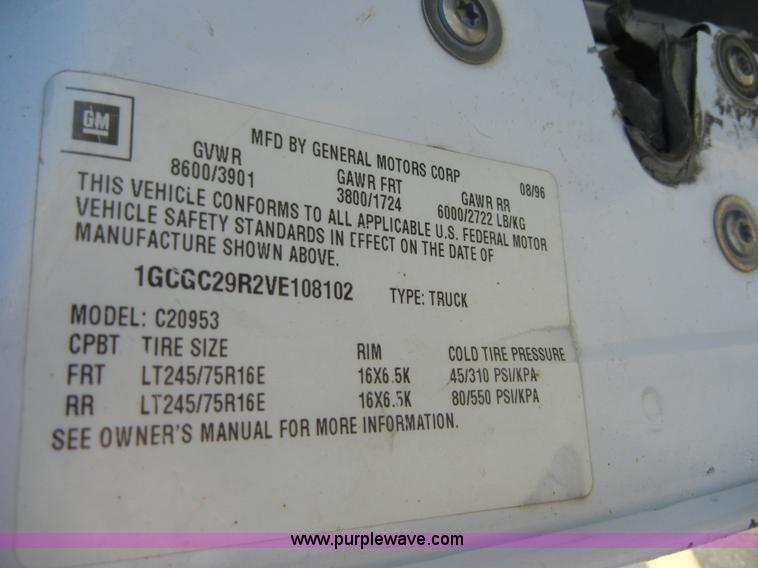 GM
MFD BY GENERAL MOTORS CORP 08/96
GVWR GAWR FRT GAWR RR
8600/3901 3800/1724 6000/2722 LB/KG
THIS VEHICLE CONFORMS TO ALL APPLICABLE U.S. FEDERAL MOTOR
VEHICLE SAFETY STANDARDS IN EFFECT ON THE DATE OF
MANUFACTURE SHOWN ABOVE.
1GCGC29R2VE108102 TYPE: TRUCK
MODEL: C20953
CPBT TIRE SIZE RIM COLD TIRE PRESSURE
FRT LT245/75R16E 16X6.5K 45/310 PSI/KPA
RR LT245/75R16E 16X6.5K 80/550 PSI/KPA
SEE OWNER'S MANUAL FOR MORE INFORMATION.
www.purplewave.com